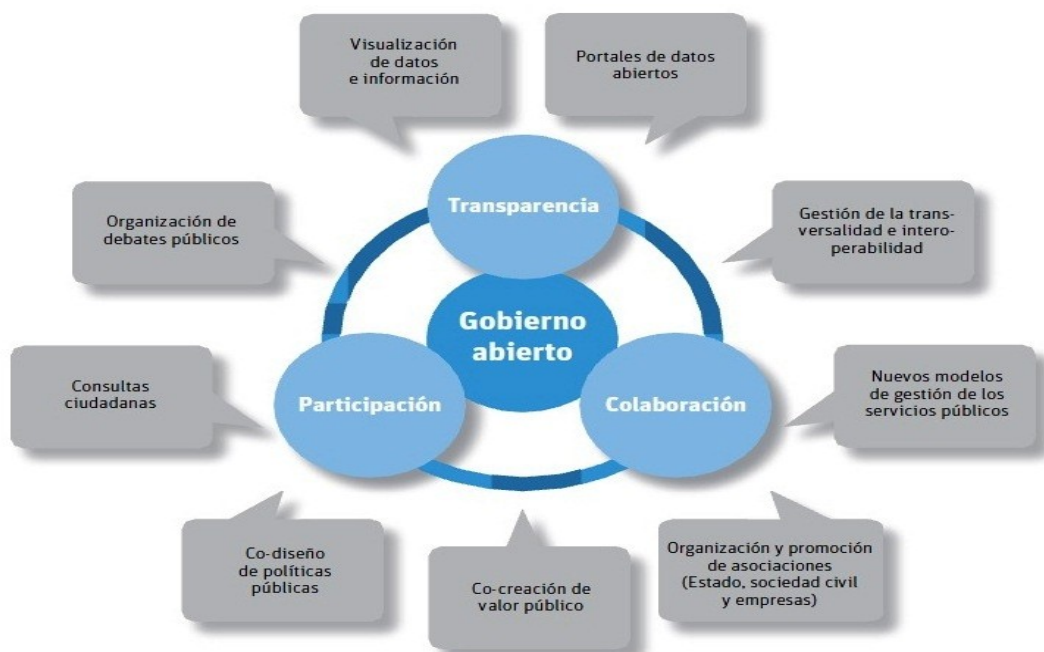 Visualización
de datos
e información
Portales de datos
abiertos
Transparencia
Organización de
debates públicos
Gestión de la trans-
versalidad e intero-
perabilidad
Gobierno
abierto
Consultas
ciudadanas
Participación
Colaboración
Nuevos modelos
de gestión de los
servicios públicos
Co-diseño
de políticas
públicas
Co-creación de
valor público
Organización y promoción
de asociaciones
(Estado, sociedad civil
y empresas)